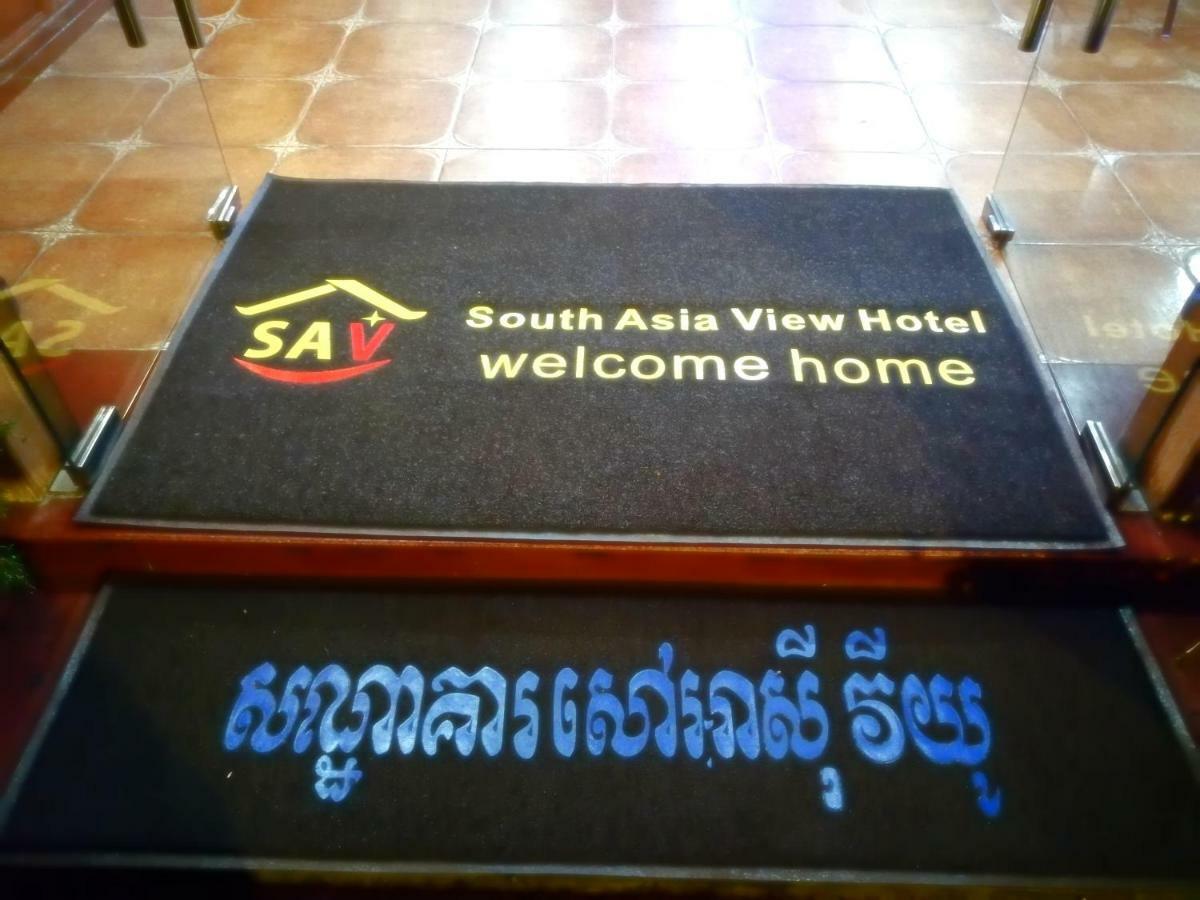 SAV
South Asia View Hotel
welcome home
សណ្ឋាគារ សៅអាស៊ី វីយូ